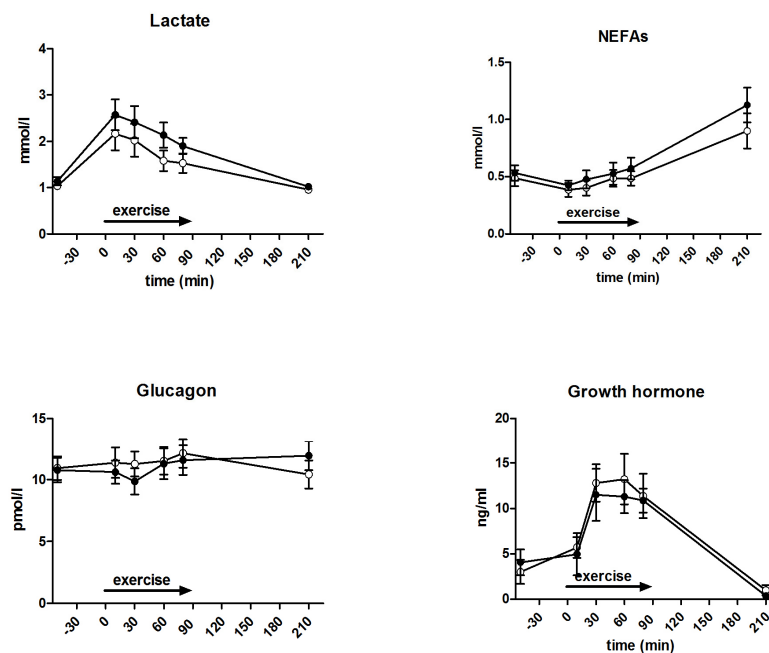 Lactate
4
3
2
1
0
mmol/l
exercise
-30 0 30 60 90 120 150 180 210
time (min)
NEFAs
1.5
1.0
0.5
0.0
mmol/l
exercise
-30 0 30 60 90 120 150 180 210
time (min)
Glucagon
15
10
5
0
pmol/l
exercise
-30 0 30 60 90 120 150 180 210
Growth hormone
20
15
10
5
0
ng/ml
exercise
-30 0 30 60 90 120 150 180 210
time (min)